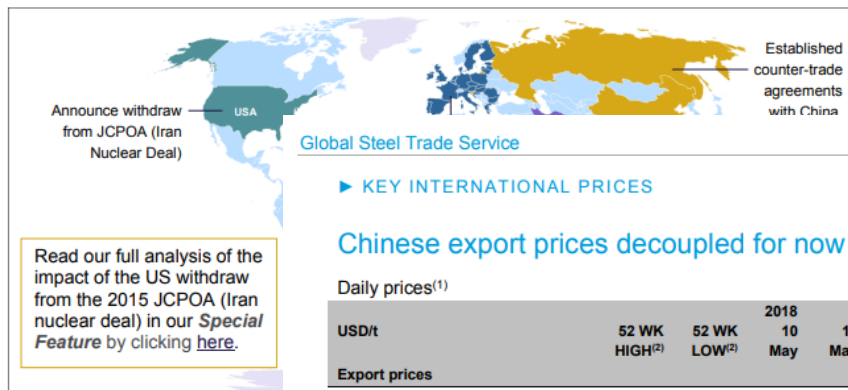 Established
counter-trade
agreements
with China
Announce withdraw
from JCPOA (Iran
Nuclear Deal)
USA
Global Steel Trade Service
► KEY INTERNATIONAL PRICES
Chinese export prices decoupled for now
Read our full analysis of the
impact of the US withdraw
from the 2015 JCPOA (Iran
nuclear deal) in our Special
Feature by clicking here.
Daily prices(1)
2018
USD/t 52 WK 52 WK 10
HIGH(2) LOW(2) May
Export prices